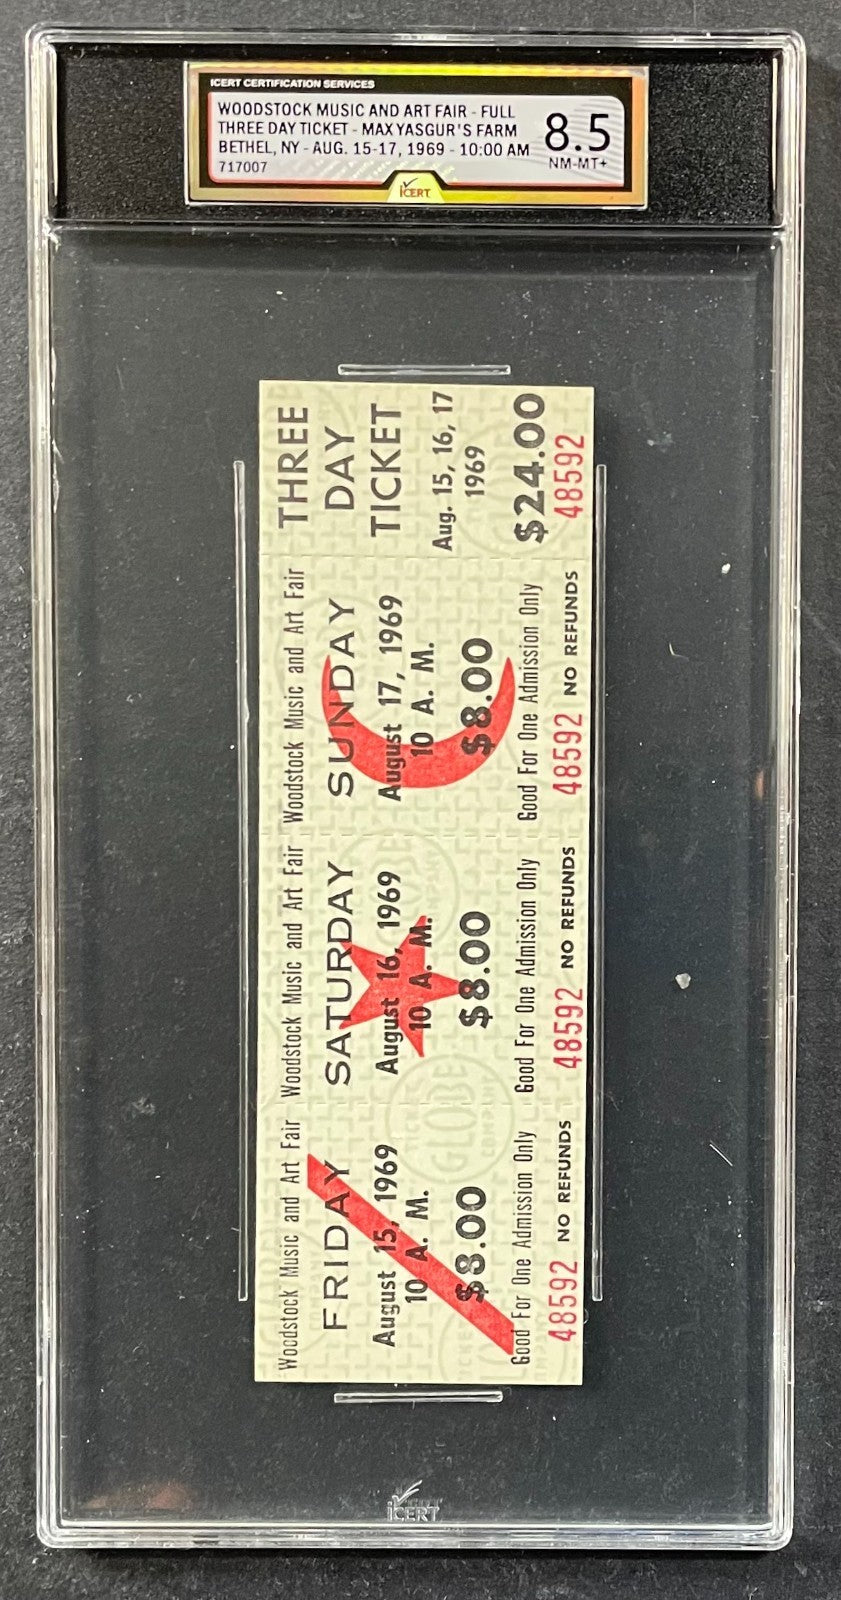 ICERT CERTIFICATION SERVICES
WOODSTOCK MUSIC AND ART FAIR - FULL
THREE DAY TICKET - MAX YASGUR'S FARM
BETHEL, NY - AUG. 15-17, 1969 - 10:00 AM
717007
8.5
NM-MT+
ICERT
THREE
DAY
TICKET
Aug. 15, 16, 17
1969
$24.00
48592
Woodstock Music and Art Fair
SUNDAY
August 17, 1969
10 A. M.
$8.00
Good For One Admission Only
48592 NO REFUNDS
Woodstock Music and Art Fair
SATURDAY
August 16, 1969
10 A. M.
$8.00
Good For One Admission Only
48592 NO REFUNDS
Woodstock Music and Art Fair
FRIDAY
August 15, 1969
10 A. M.
$8.00
Good For One Admission Only
48592 NO REFUNDS
GLOBE
ICERT